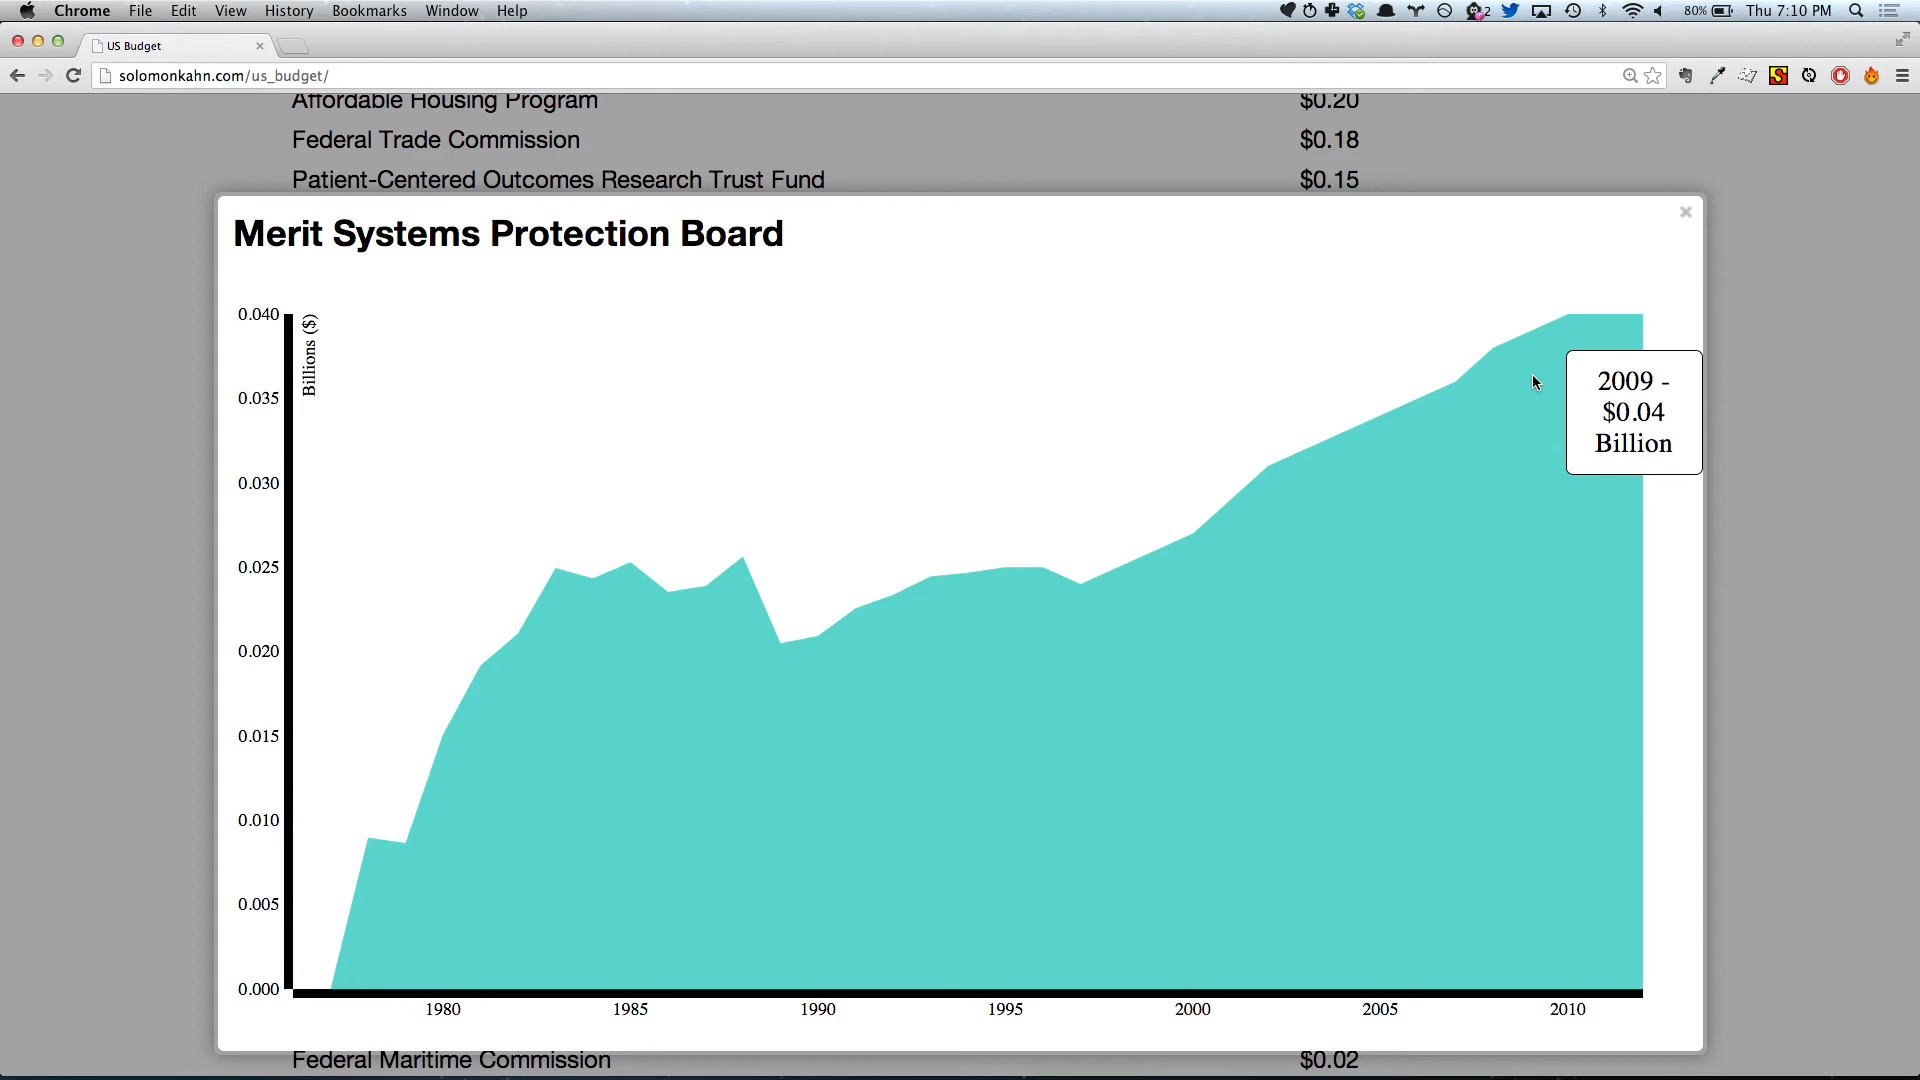 Chrome File Edit View History Bookmarks Window Help 2 80% Thu 7:10 PM
US Budget
solomonkahn.com/us_budget/
S
Affordable Housing Program $0.20
Federal Trade Commission $0.18
Patient-Centered Outcomes Research Trust Fund $0.15
Merit Systems Protection Board
Billions ($)
0.040
0.035
0.030
0.025
0.020
0.015
0.010
0.005
0.000
2009 -
$0.04
Billion
1980 1985 1990 1995 2000 2005 2010
Federal Maritime Commission $0.02